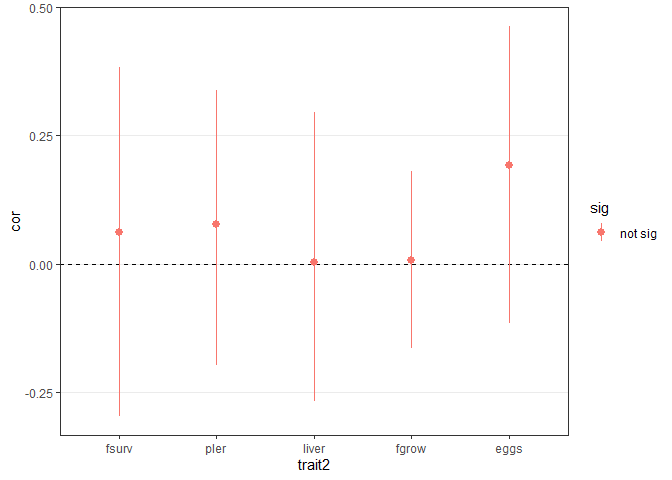 0.50
0.25
0.00
-0.25
cor
fsurv pler liver fgrow eggs
trait2
sig
not sig